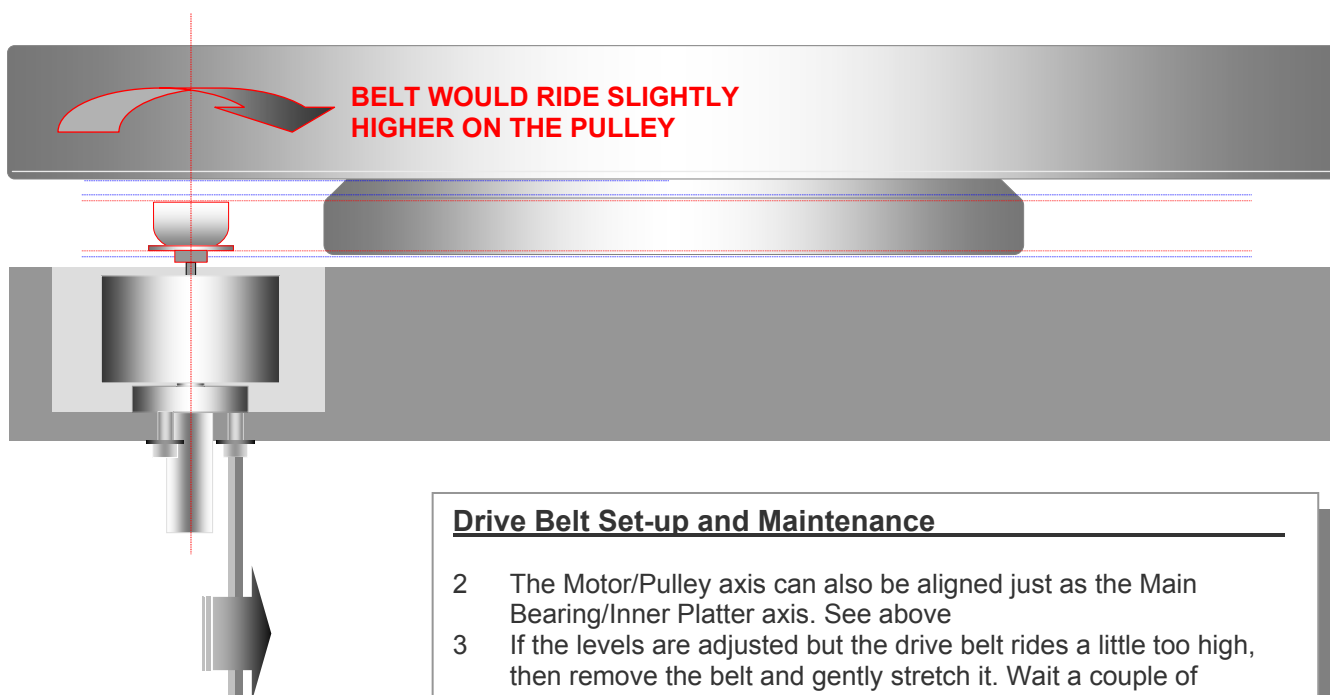 BELT WOULD RIDE SLIGHTLY
HIGHER ON THE PULLEY
Drive Belt Set-up and Maintenance
2 The Motor/Pulley axis can also be aligned just as the Main
Bearing/Inner Platter axis. See above
3 If the levels are adjusted but the drive belt rides a little too high,
then remove the belt and gently stretch it. Wait a couple of